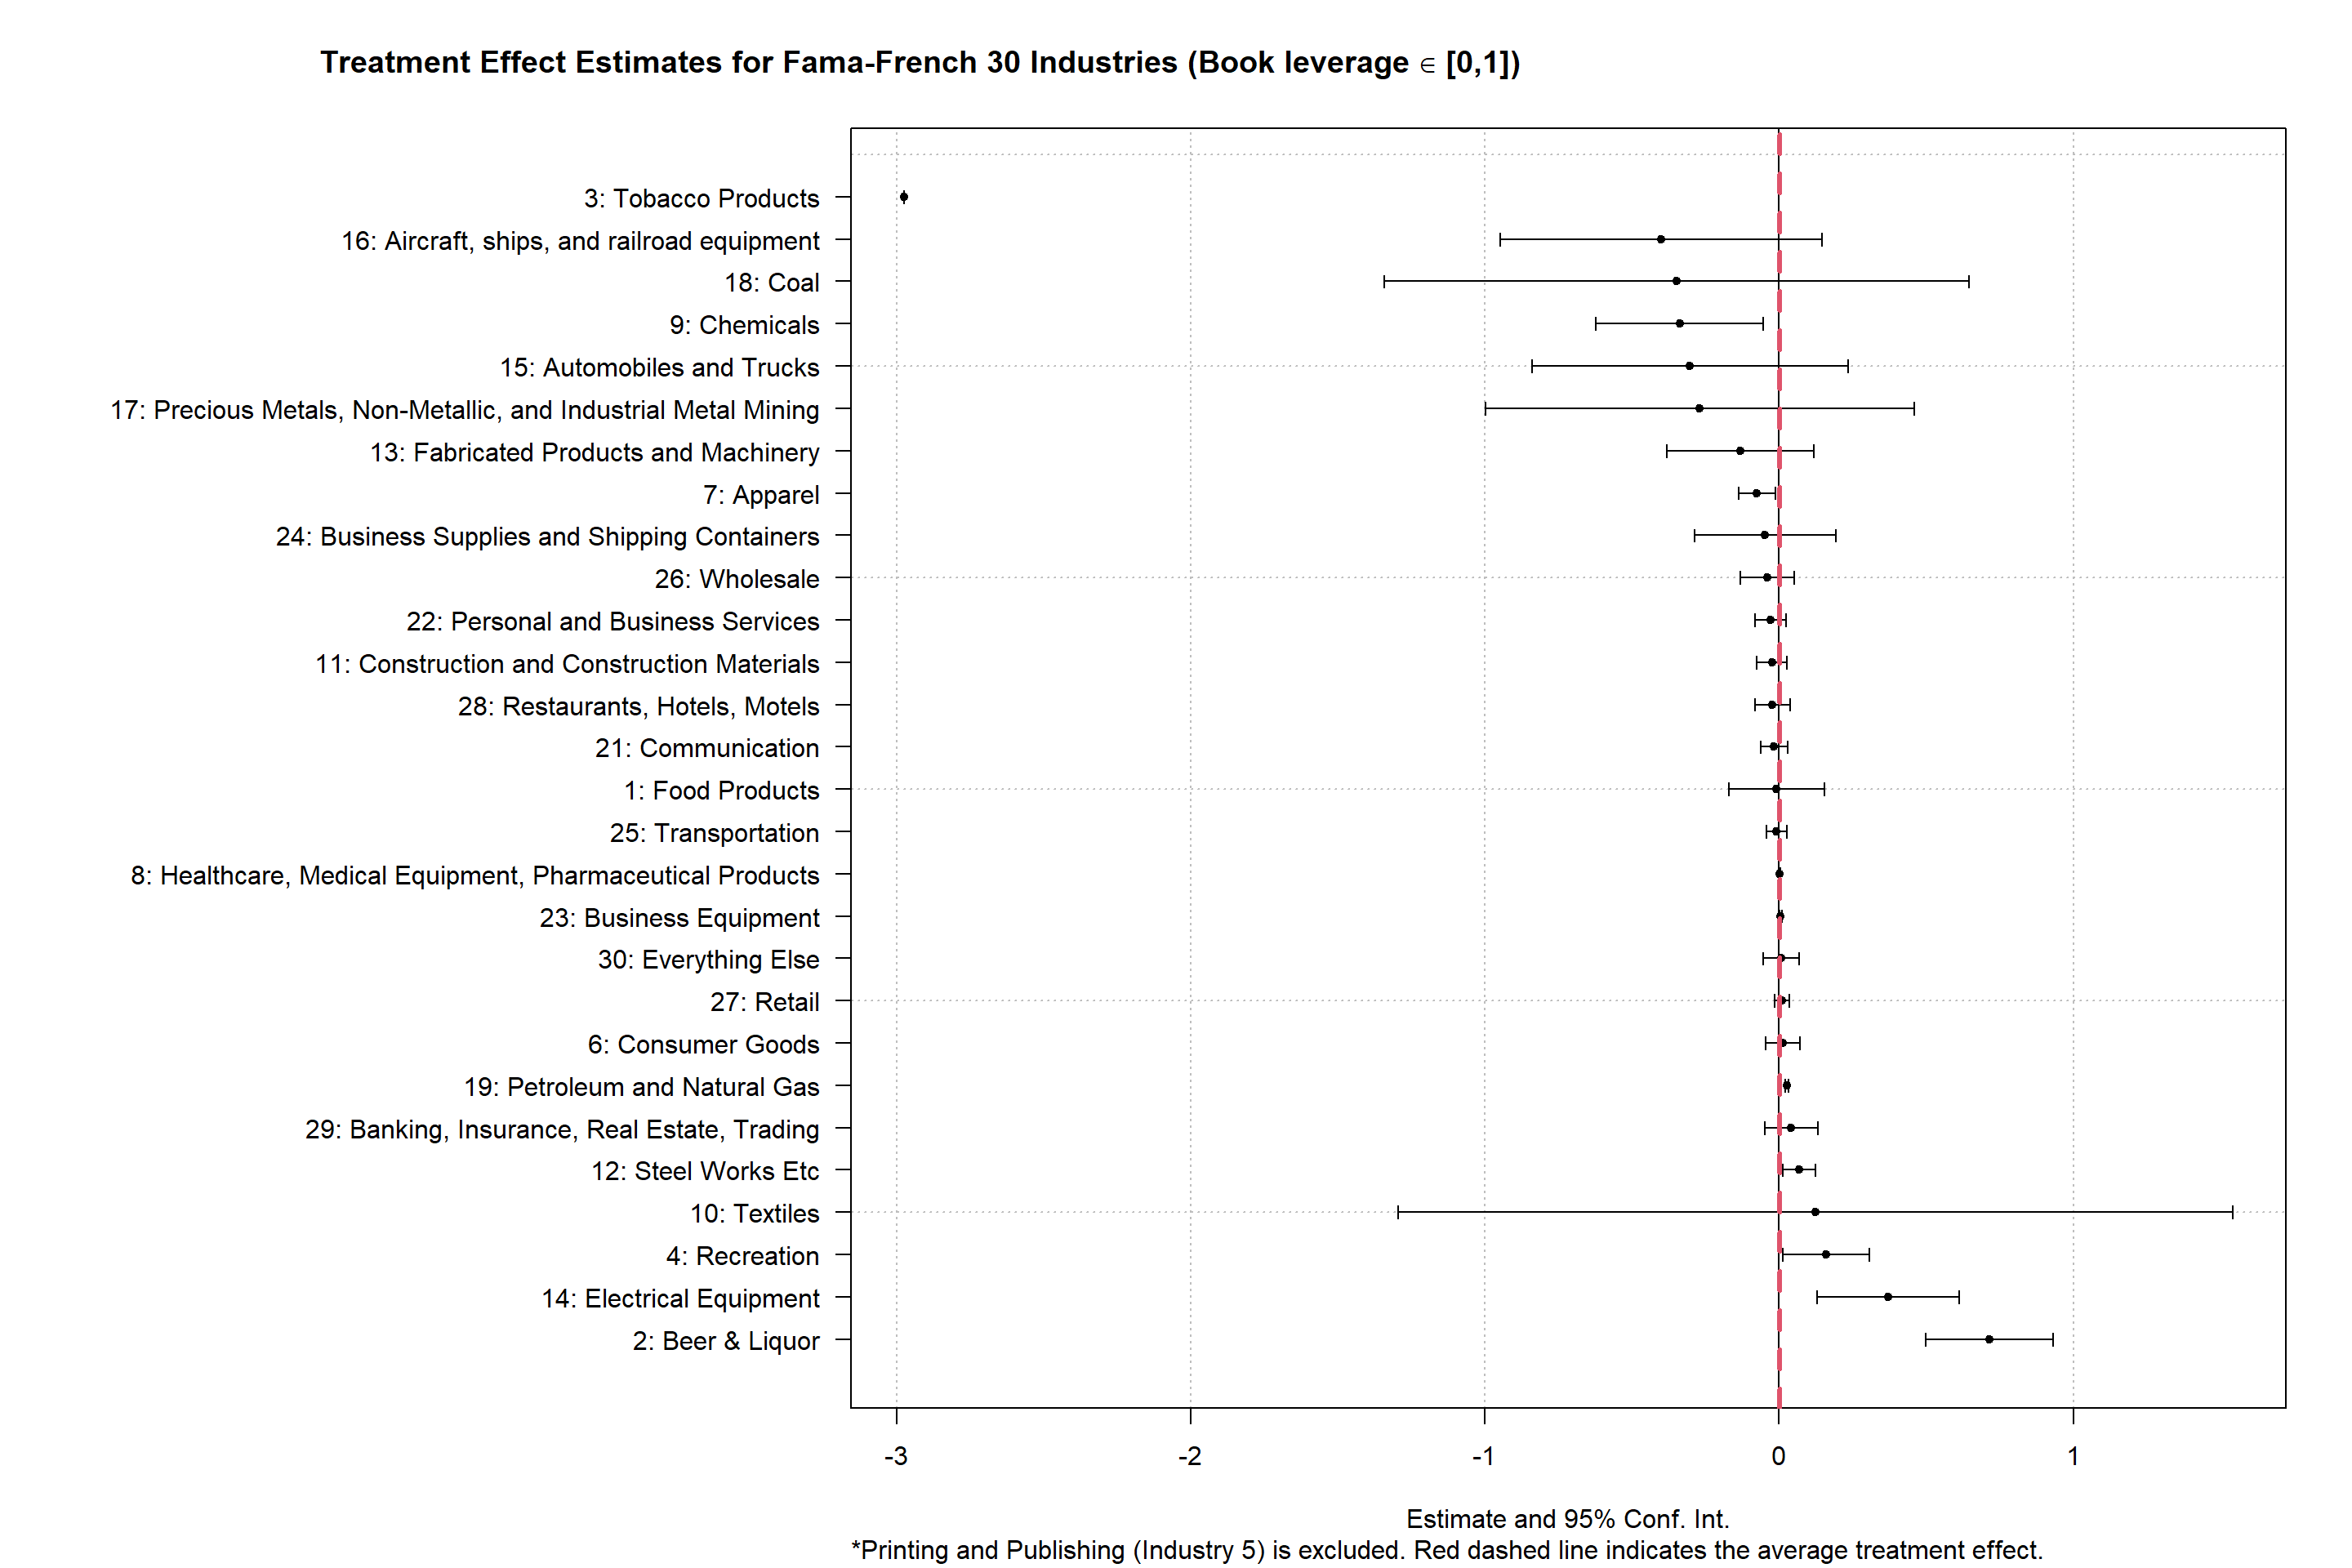 Treatment Effect Estimates for Fama-French 30 Industries (Book leverage ∈ [0,1])
3: Tobacco Products
16: Aircraft, ships, and railroad equipment
18: Coal
9: Chemicals
15: Automobiles and Trucks
17: Precious Metals, Non-Metallic, and Industrial Metal Mining
13: Fabricated Products and Machinery
7: Apparel
24: Business Supplies and Shipping Containers
26: Wholesale
22: Personal and Business Services
11: Construction and Construction Materials
28: Restaurants, Hotels, Motels
21: Communication
1: Food Products
25: Transportation
8: Healthcare, Medical Equipment, Pharmaceutical Products
23: Business Equipment
30: Everything Else
27: Retail
6: Consumer Goods
19: Petroleum and Natural Gas
29: Banking, Insurance, Real Estate, Trading
12: Steel Works Etc
10: Textiles
4: Recreation
14: Electrical Equipment
2: Beer & Liquor
-3 -2 -1 0 1
Estimate and 95% Conf. Int.
*Printing and Publishing (Industry 5) is excluded. Red dashed line indicates the average treatment effect.